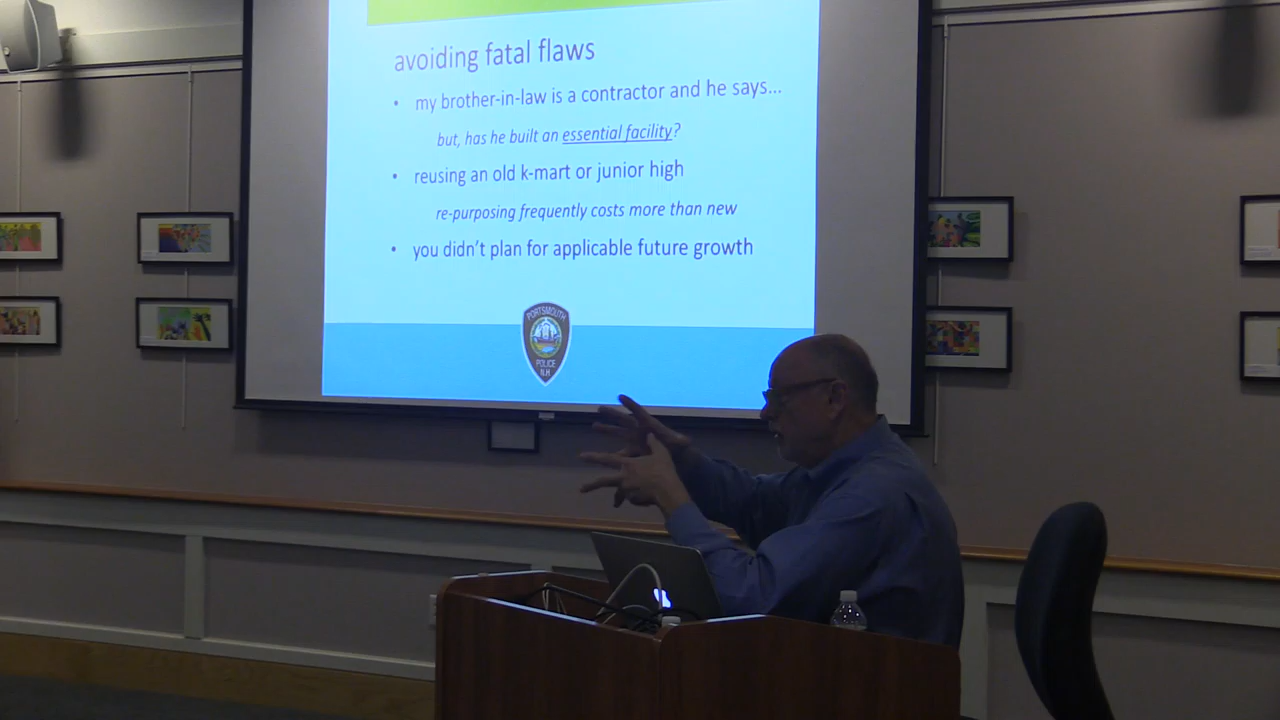 avoiding fatal flaws
• my brother-in-law is a contractor and he says...
but, has he built an essential facility?
• reusing an old k-mart or junior high
re-purposing frequently costs more than new
• you didn't plan for applicable future growth
PORTSMOUTH
POLICE
N.H